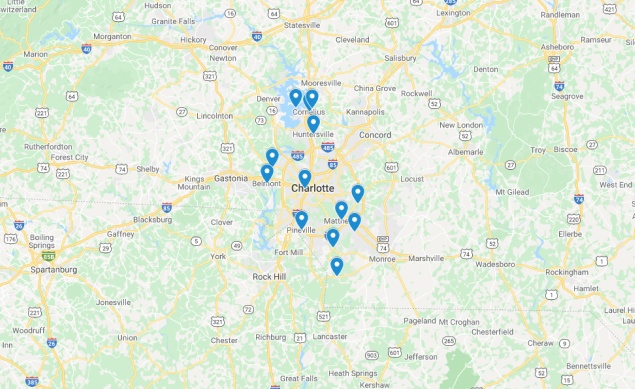 Little
Switzerland
Hudson
Granite Falls
Statesville
Lexington
Randleman
Asheboro
Ramseur
Siler
Morganton
Hickory
Conover
Newton
Cleveland
Salisbury
Denton
Marion
Seagrove
Mooresville
China Grove
Rockwell
Denver
Cornelius
Kannapolis
Lincolnton
Huntersville
Concord
New London
Albemarle
Rutherfordton
Forest City
Shelby
Kings
Mountain
Gastonia
Belmont
Charlotte
Locust
Troy
Biscoe
Mt Gilead
West End
Blacksburg
Clover
Pineville
Boiling
Springs
Gaffney
York
Fort Mill
Monroe
Marshville
Wadesboro
Ellerbe
Rockingham
Spartanburg
Rock Hill
Hamlet
Jonesville
Laurel Hill
Woodruff
Union
Chester
Richburg
Lancaster
Pageland
Mt Croghan
Chesterfield
Cheraw
Inn
Jefferson
Great Falls
Heath Springs
Kershaw